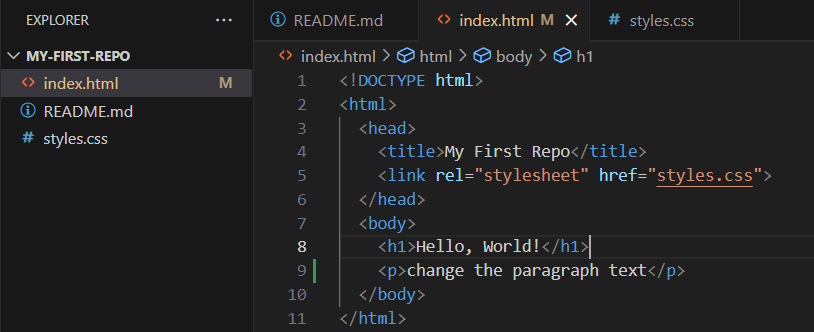 EXPLORER ...
MY-FIRST-REPO
index.html M
README.md
styles.css
README.md index.html M styles.css
index.html > html > body > h1
1 <!DOCTYPE html>
2 <html>
3 <head>
4 <title>My First Repo</title>
5 <link rel="stylesheet" href="styles.css">
6 </head>
7 <body>
8 <h1>Hello, World!</h1>
9 <p>change the paragraph text</p>
10 </body>
11 </html>